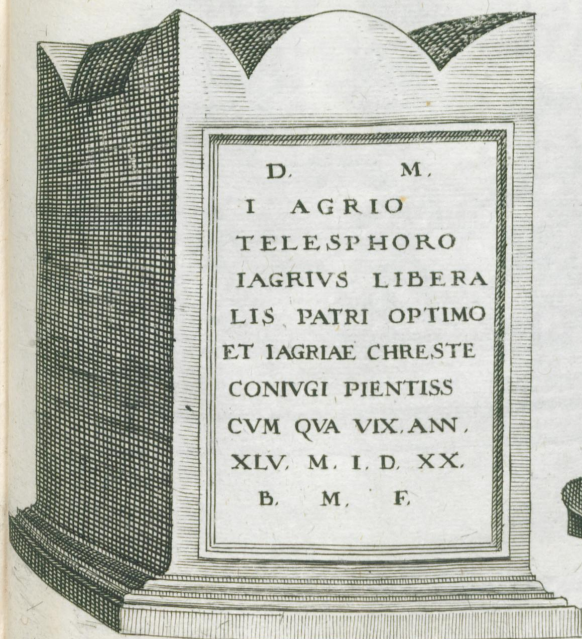 D. M.
I AGRIO
TELESPHORO
IAGRIVS LIBERA
LIS PATRI OPTIMO
ET IAGRIAE CHRESTE
CONIVGI PIENTISS
CVM QVA VIX. ANN.
XLV. M. I. D. XX.
B. M. F.